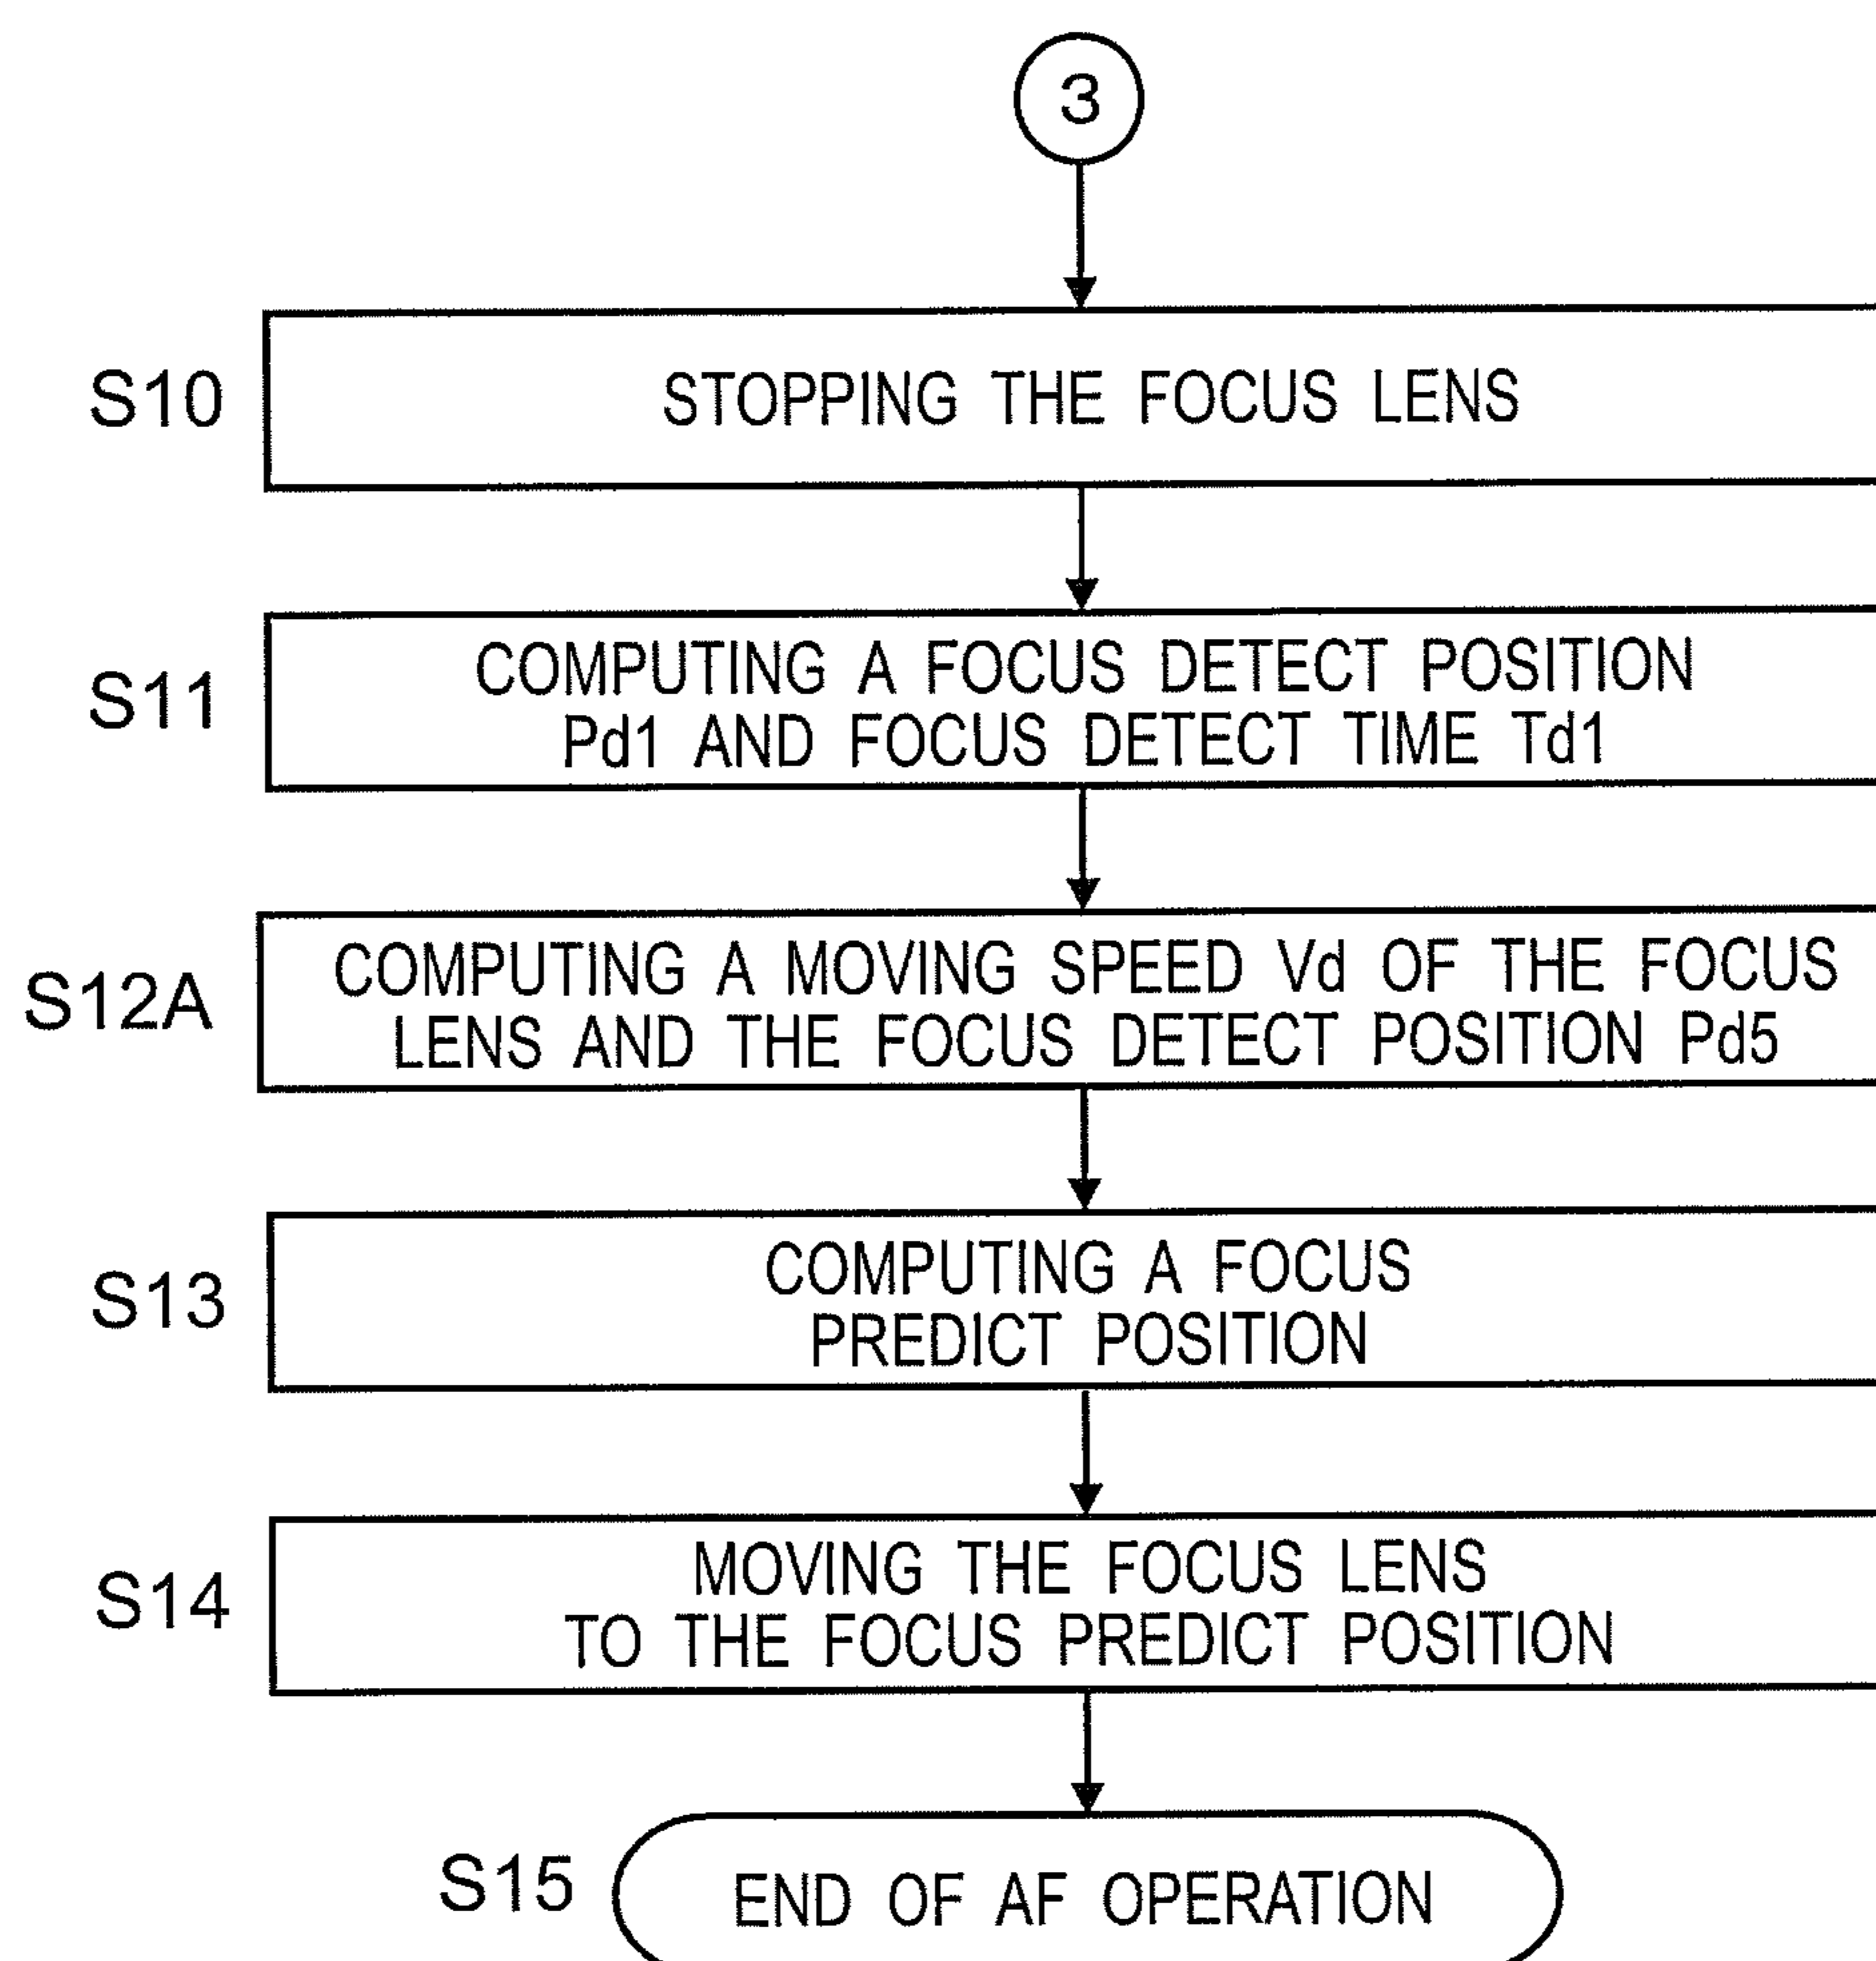 3
S10
STOPPING THE FOCUS LENS
S11
COMPUTING A FOCUS DETECT POSITION
Pd1 AND FOCUS DETECT TIME Td1
S12A
COMPUTING A MOVING SPEED Vd OF THE FOCUS
LENS AND THE FOCUS DETECT POSITION Pd5
S13
COMPUTING A FOCUS
PREDICT POSITION
S14
MOVING THE FOCUS LENS
TO THE FOCUS PREDICT POSITION
S15
END OF AF OPERATION